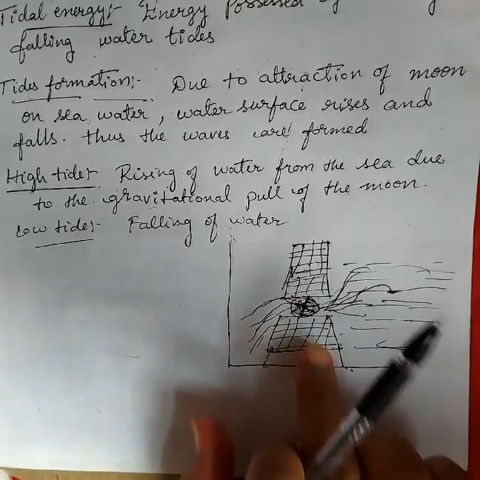 Tidal energy:- Energy Possessed by
falling water tides
Tides formation:- Due to attraction of moon
on sea water, water surface rises and
falls. thus the waves are formed
High tide:- Rising of water from the sea due
to the gravitational pull of the moon.
Low tide:- Falling of water